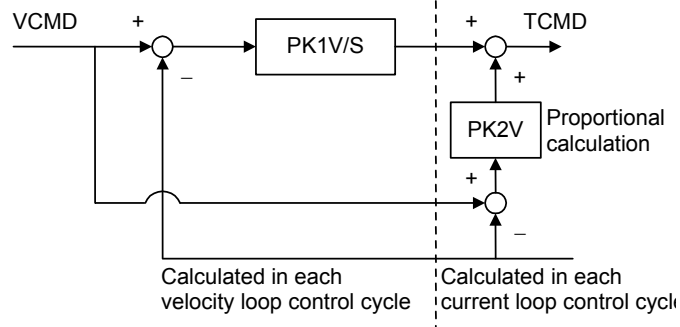 VCMD
+
PK1V/S
+
TCMD
−
+
PK2V
Proportional
calculation
+
−
Calculated in each
velocity loop control cycle
Calculated in each
current loop control cycle